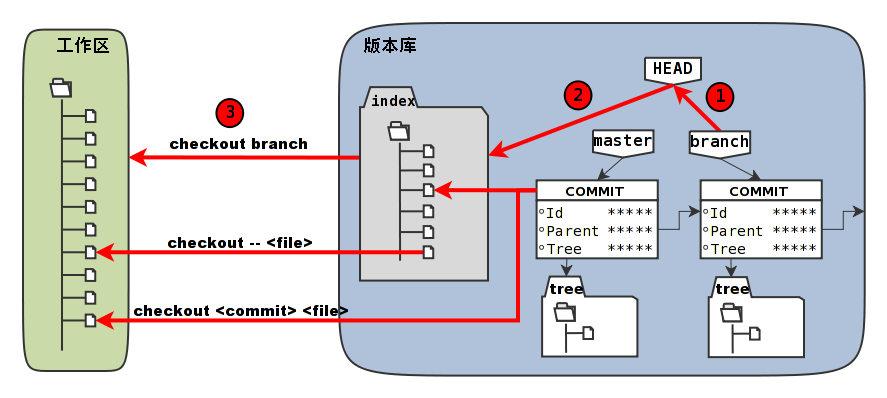 工作区
版本库
HEAD
index
3
2
1
checkout branch
master
branch
COMMIT
Id *****
Parent *****
Tree *****
COMMIT
Id *****
Parent *****
Tree *****
checkout -- <file>
checkout <commit> <file>
tree
tree